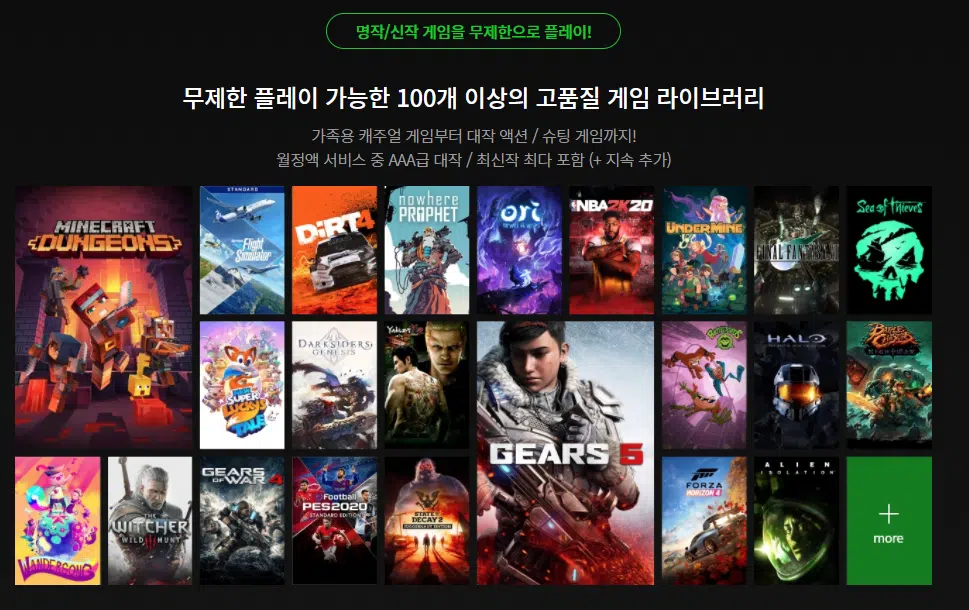 명작/신작 게임을 무제한으로 플레이!
무제한 플레이 가능한 100개 이상의 고품질 게임 라이브러리
가족용 캐주얼 게임부터 대작 액션 / 슈팅 게임까지!
월정액 서비스 중 AAA급 대작 / 최신작 최다 포함 (+ 지속 추가)
MINECRAFT
DUNGEONS
STANDARD
Flight
Simulator
DiRT4
nowhere
PROPHET
ori
NBA2K20
UNDERMINE
FINAL FANTASY VII
Sea of Thieves
SUPER
LUCKY'S
TALE
DARKSIDERS
GENESIS
Yakuza
GEARS 5
BATTLETOADS
HALO
BATTLE
CHASERS
NIGHTWAR
WANDERSONG
THE
WITCHER
WILD HUNT
GEARS
OF WAR 4
Football
PES2020
STANDARD EDITION
STATE
OF
DECAY 2
JUGGERNAUT EDITION
FORZA
HORIZON 4
ALIEN
ISOLATION
more